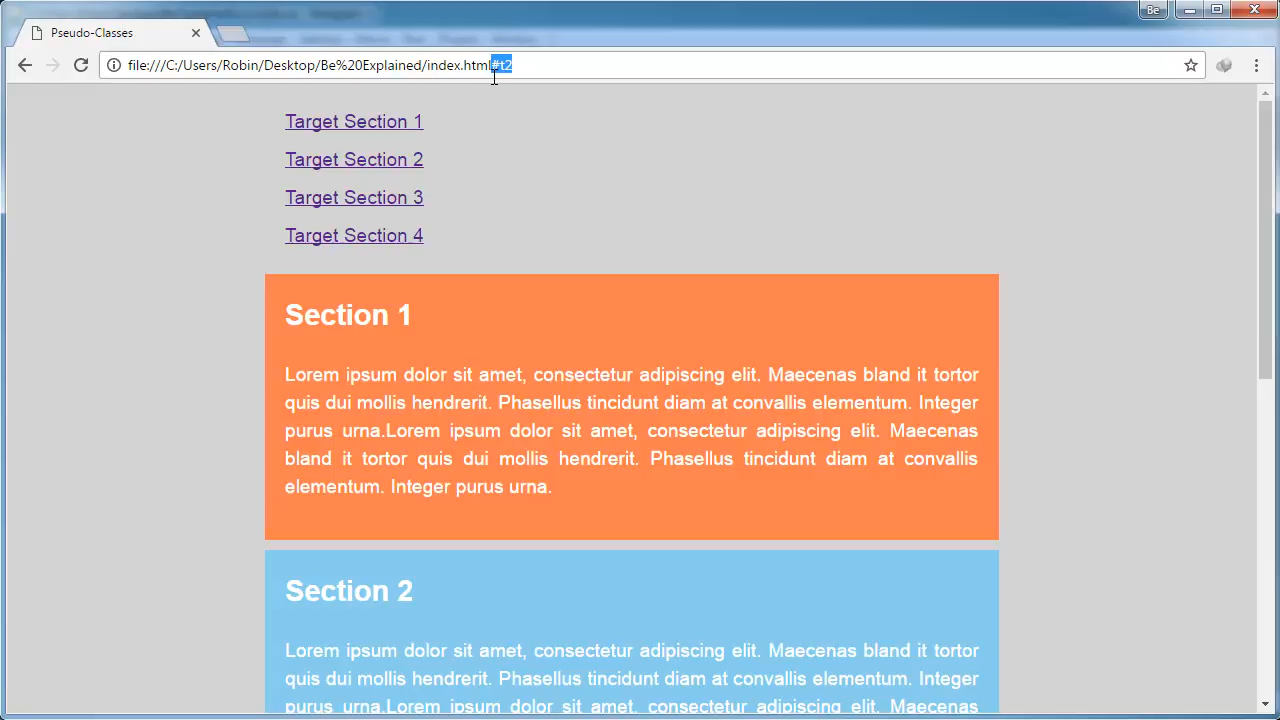 Be
Pseudo-Classes
file:///C:/Users/Robin/Desktop/Be%20Explained/index.html#t2
Target Section 1
Target Section 2
Target Section 3
Target Section 4
Section 1
Lorem ipsum dolor sit amet, consectetur adipiscing elit. Maecenas bland it tortor
quis dui mollis hendrerit. Phasellus tincidunt diam at convallis elementum. Integer
purus urna.Lorem ipsum dolor sit amet, consectetur adipiscing elit. Maecenas
bland it tortor quis dui mollis hendrerit. Phasellus tincidunt diam at convallis
elementum. Integer purus urna.
Section 2
Lorem ipsum dolor sit amet, consectetur adipiscing elit. Maecenas bland it tortor
quis dui mollis hendrerit. Phasellus tincidunt diam at convallis elementum. Integer
purus urna.Lorem ipsum dolor sit amet, consectetur adipiscing elit. Maecenas